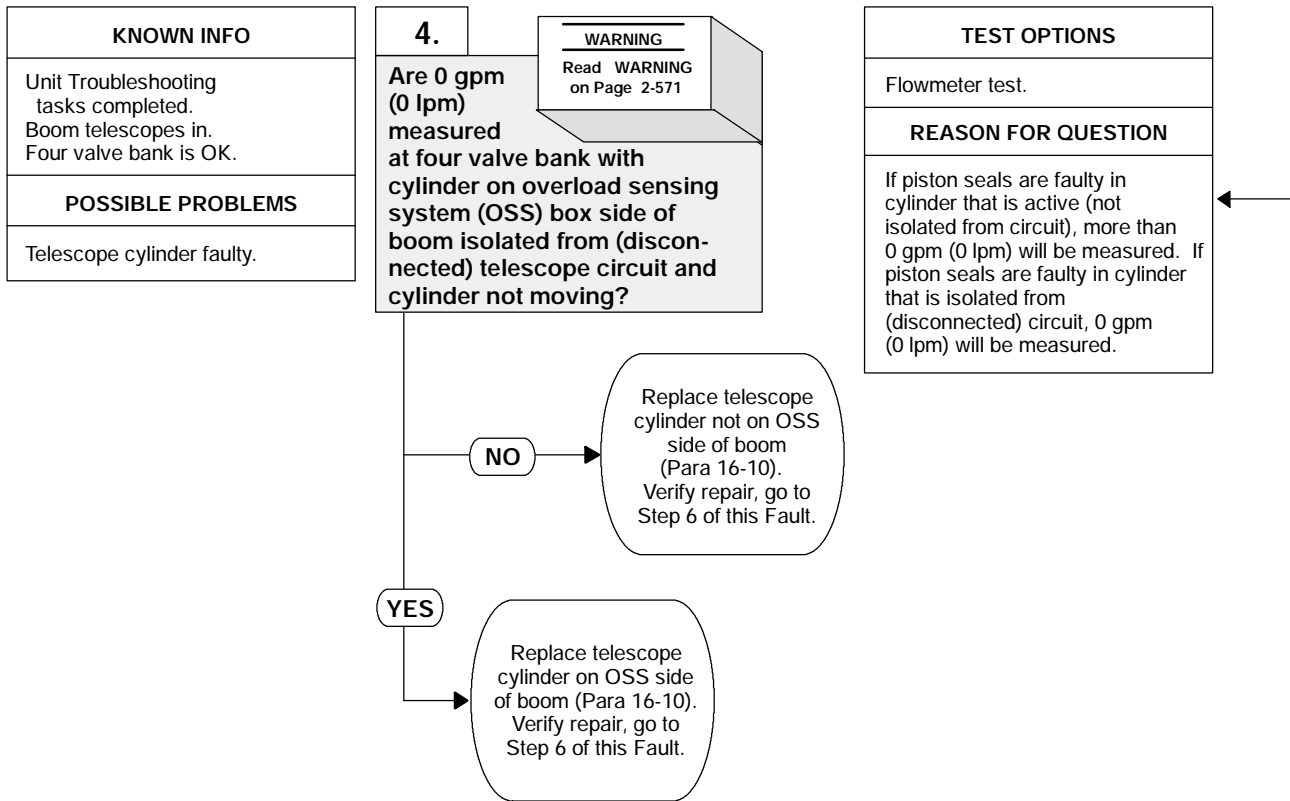 KNOWN INFO
Unit Troubleshooting
tasks completed.
Boom telescopes in.
Four valve bank is OK.
POSSIBLE PROBLEMS
Telescope cylinder faulty.
4.
WARNING
Read WARNING
on Page 2-571
Are 0 gpm
(0 lpm)
measured
at four valve bank with
cylinder on overload sensing
system (OSS) box side of
boom isolated from (discon-
nected) telescope circuit and
cylinder not moving?
TEST OPTIONS
Flowmeter test.
REASON FOR QUESTION
If piston seals are faulty in
cylinder that is active (not
isolated from circuit), more than
0 gpm (0 lpm) will be measured. If
piston seals are faulty in cylinder
that is isolated from
(disconnected) circuit, 0 gpm
(0 lpm) will be measured.
NO
Replace telescope
cylinder not on OSS
side of boom
(Para 16-10).
Verify repair, go to
Step 6 of this Fault.
YES
Replace telescope
cylinder on OSS side
of boom (Para 16-10).
Verify repair, go to
Step 6 of this Fault.